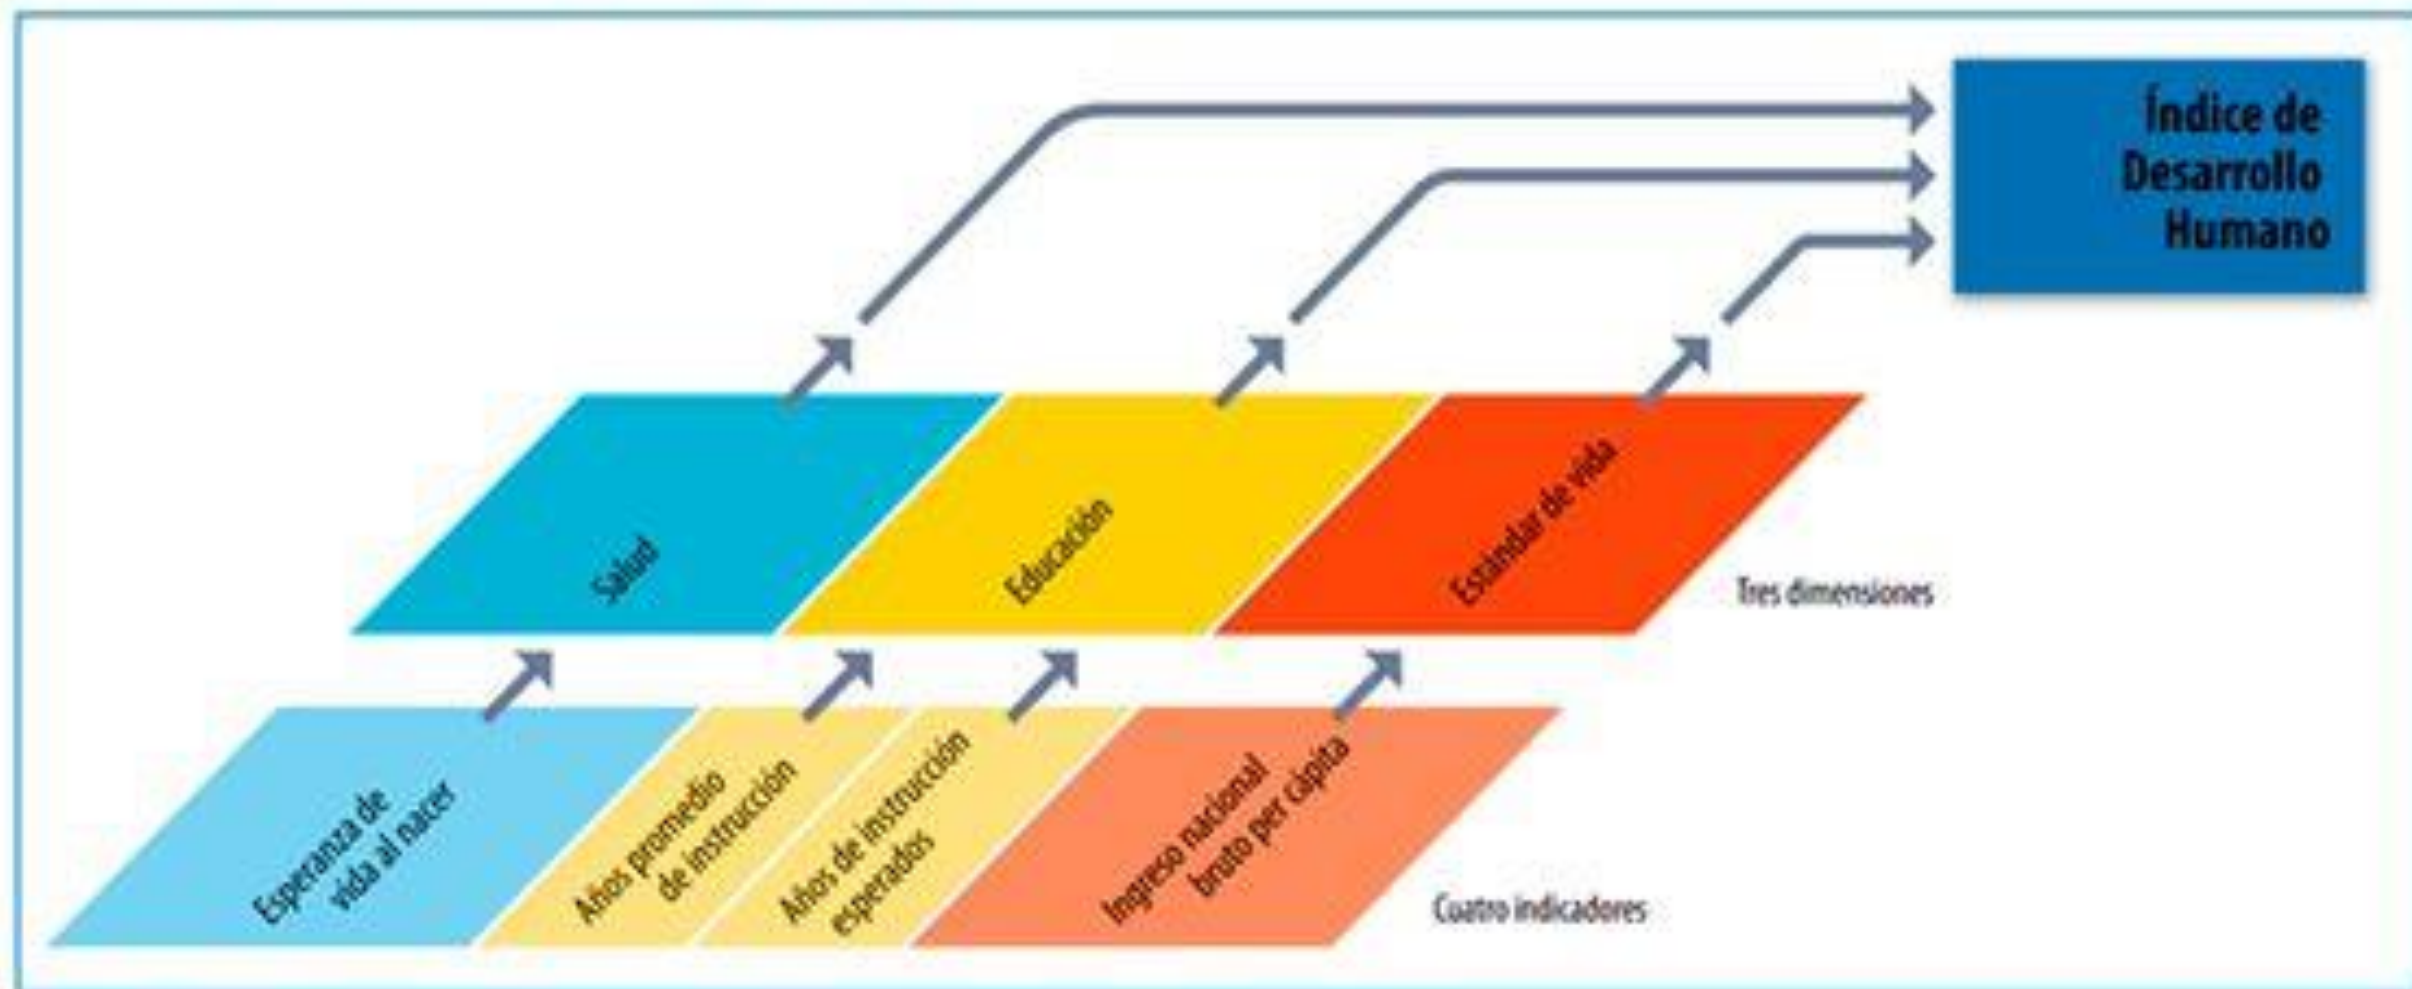 Índice de
Desarrollo
Humano
Salud
Educación
Estándar de vida
Tres dimensiones
Esperanza de
vida al nacer
Años promedio
de instrucción
Años de instrucción
esperados
Ingreso nacional
bruto per cápita
Cuatro indicadores